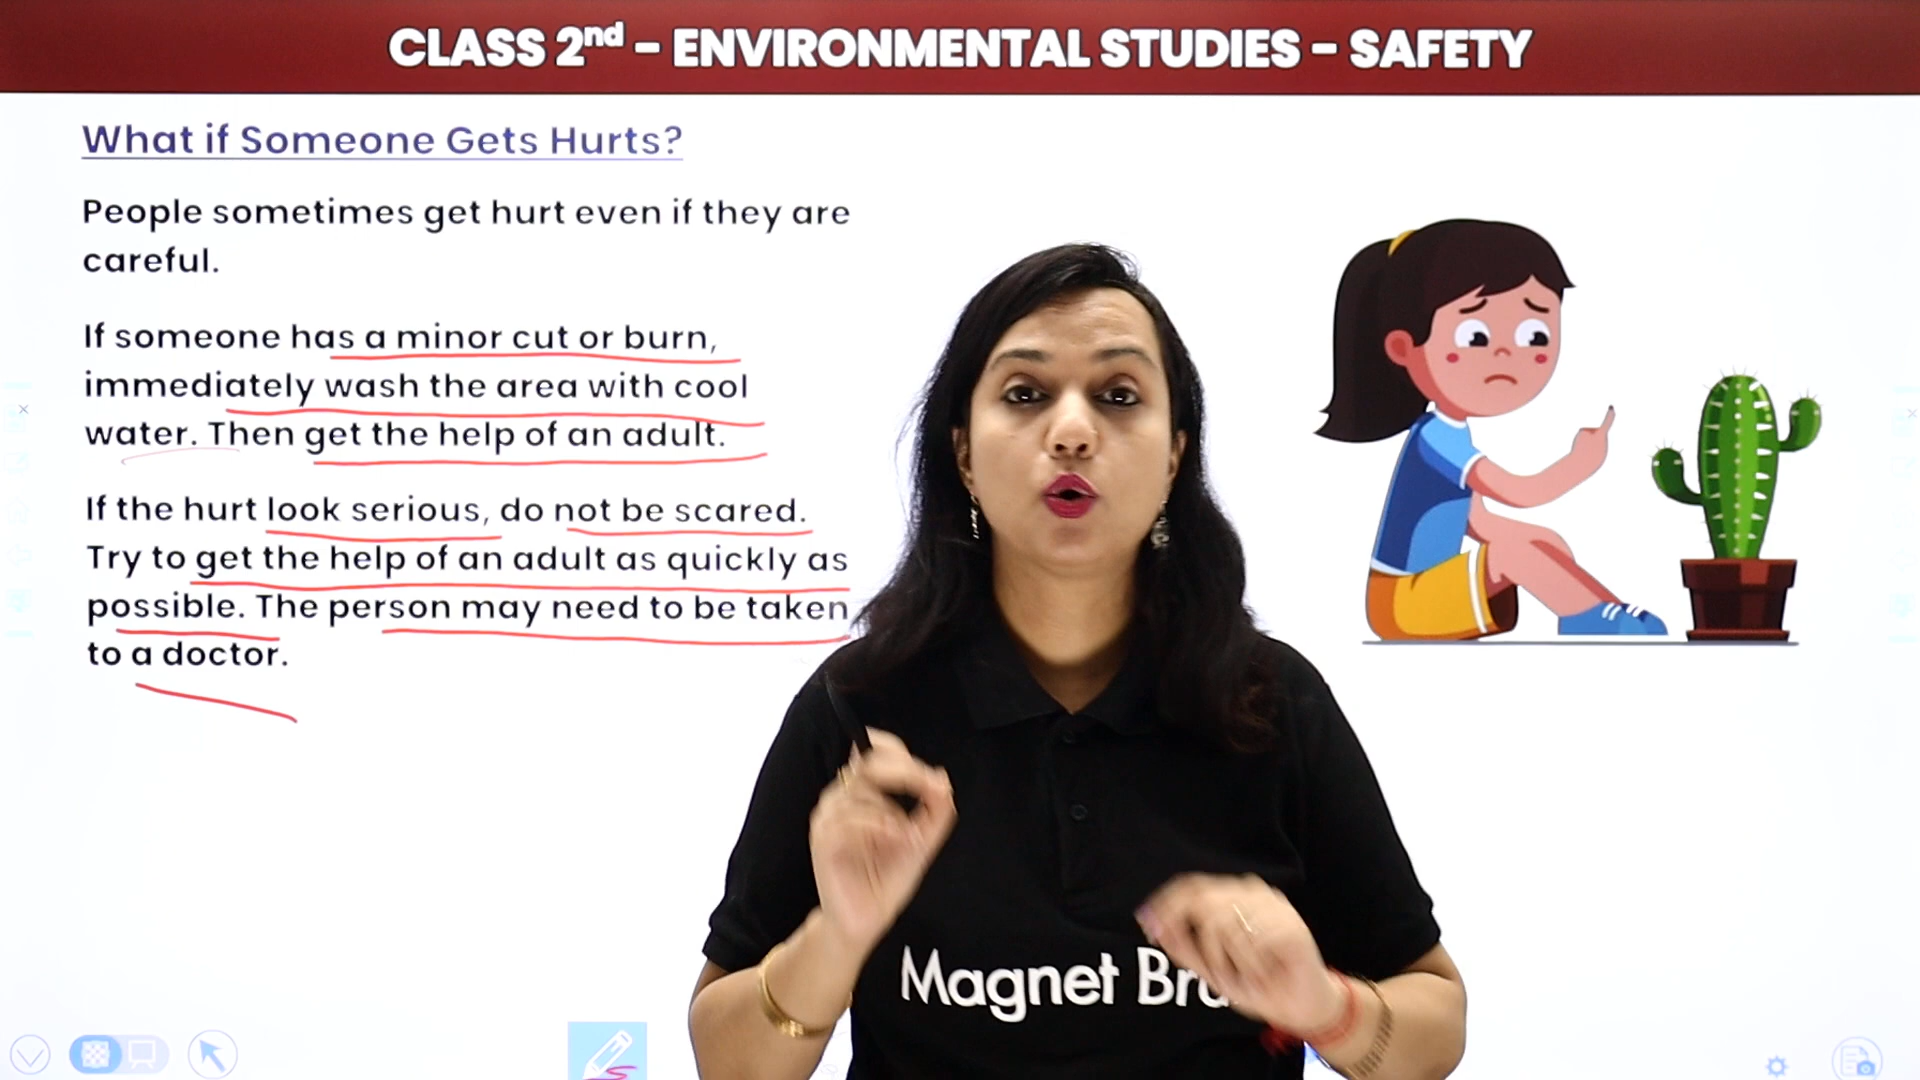 CLASS 2nd - ENVIRONMENTAL STUDIES - SAFETY
What if Someone Gets Hurts?
People sometimes get hurt even if they are
careful.
If someone has a minor cut or burn,
immediately wash the area with cool
water. Then get the help of an adult.
If the hurt look serious, do not be scared.
Try to get the help of an adult as quickly as
possible. The person may need to be taken
to a doctor.
Magnet Bra